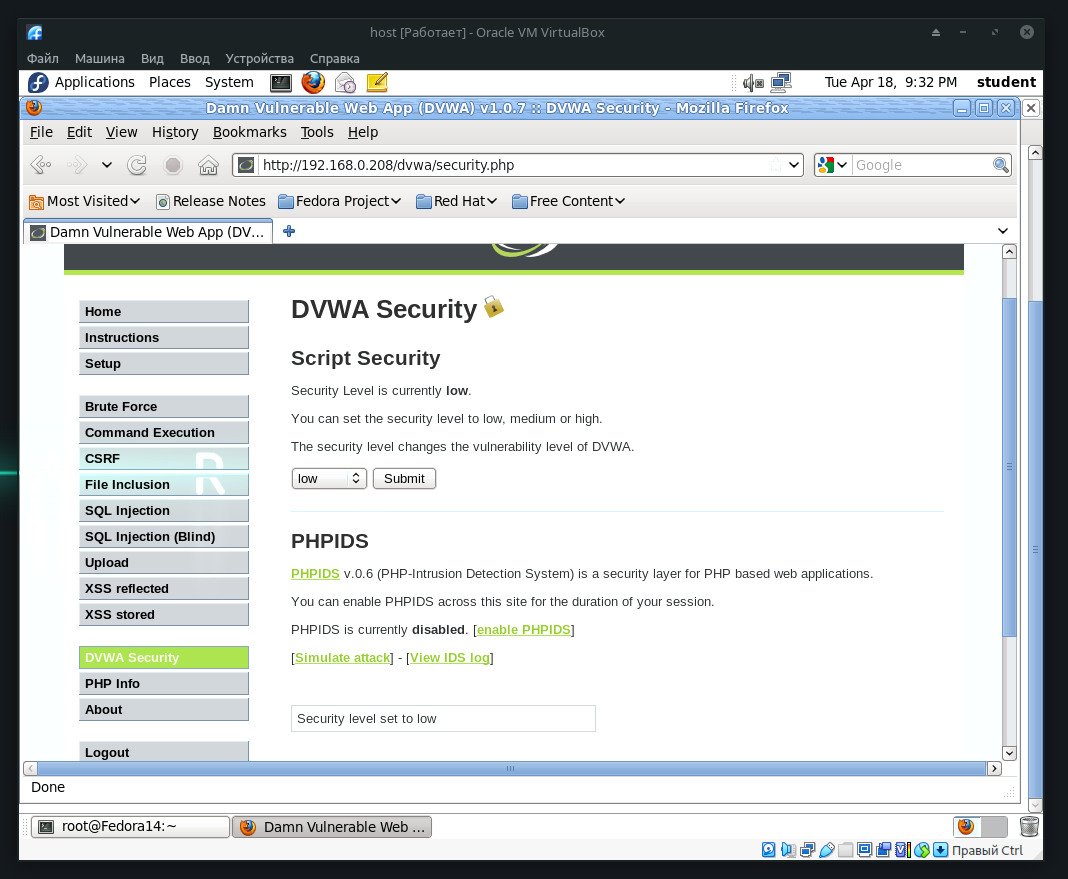 host [Работает] - Oracle VM VirtualBox
Файл Машина Вид Ввод Устройства Справка
Applications Places System Tue Apr 18, 9:32 PM student
Damn Vulnerable Web App (DVWA) v1.0.7 :: DVWA Security - Mozilla Firefox
File Edit View History Bookmarks Tools Help
http://192.168.0.208/dvwa/security.php Google
Most Visited Release Notes Fedora Project Red Hat Free Content
Damn Vulnerable Web App (DV...
Home
Instructions
Setup
Brute Force
Command Execution
CSRF
File Inclusion
SQL Injection
SQL Injection (Blind)
Upload
XSS reflected
XSS stored
DVWA Security
PHP Info
About
Logout
DVWA Security
Script Security
Security Level is currently low.
You can set the security level to low, medium or high.
The security level changes the vulnerability level of DVWA.
low Submit
PHPIDS
PHPIDS v.0.6 (PHP-Intrusion Detection System) is a security layer for PHP based web applications.
You can enable PHPIDS across this site for the duration of your session.
PHPIDS is currently disabled. [enable PHPIDS]
[Simulate attack] - [View IDS log]
Security level set to low
Done
root@Fedora14:~ Damn Vulnerable Web ...
Правый Ctrl